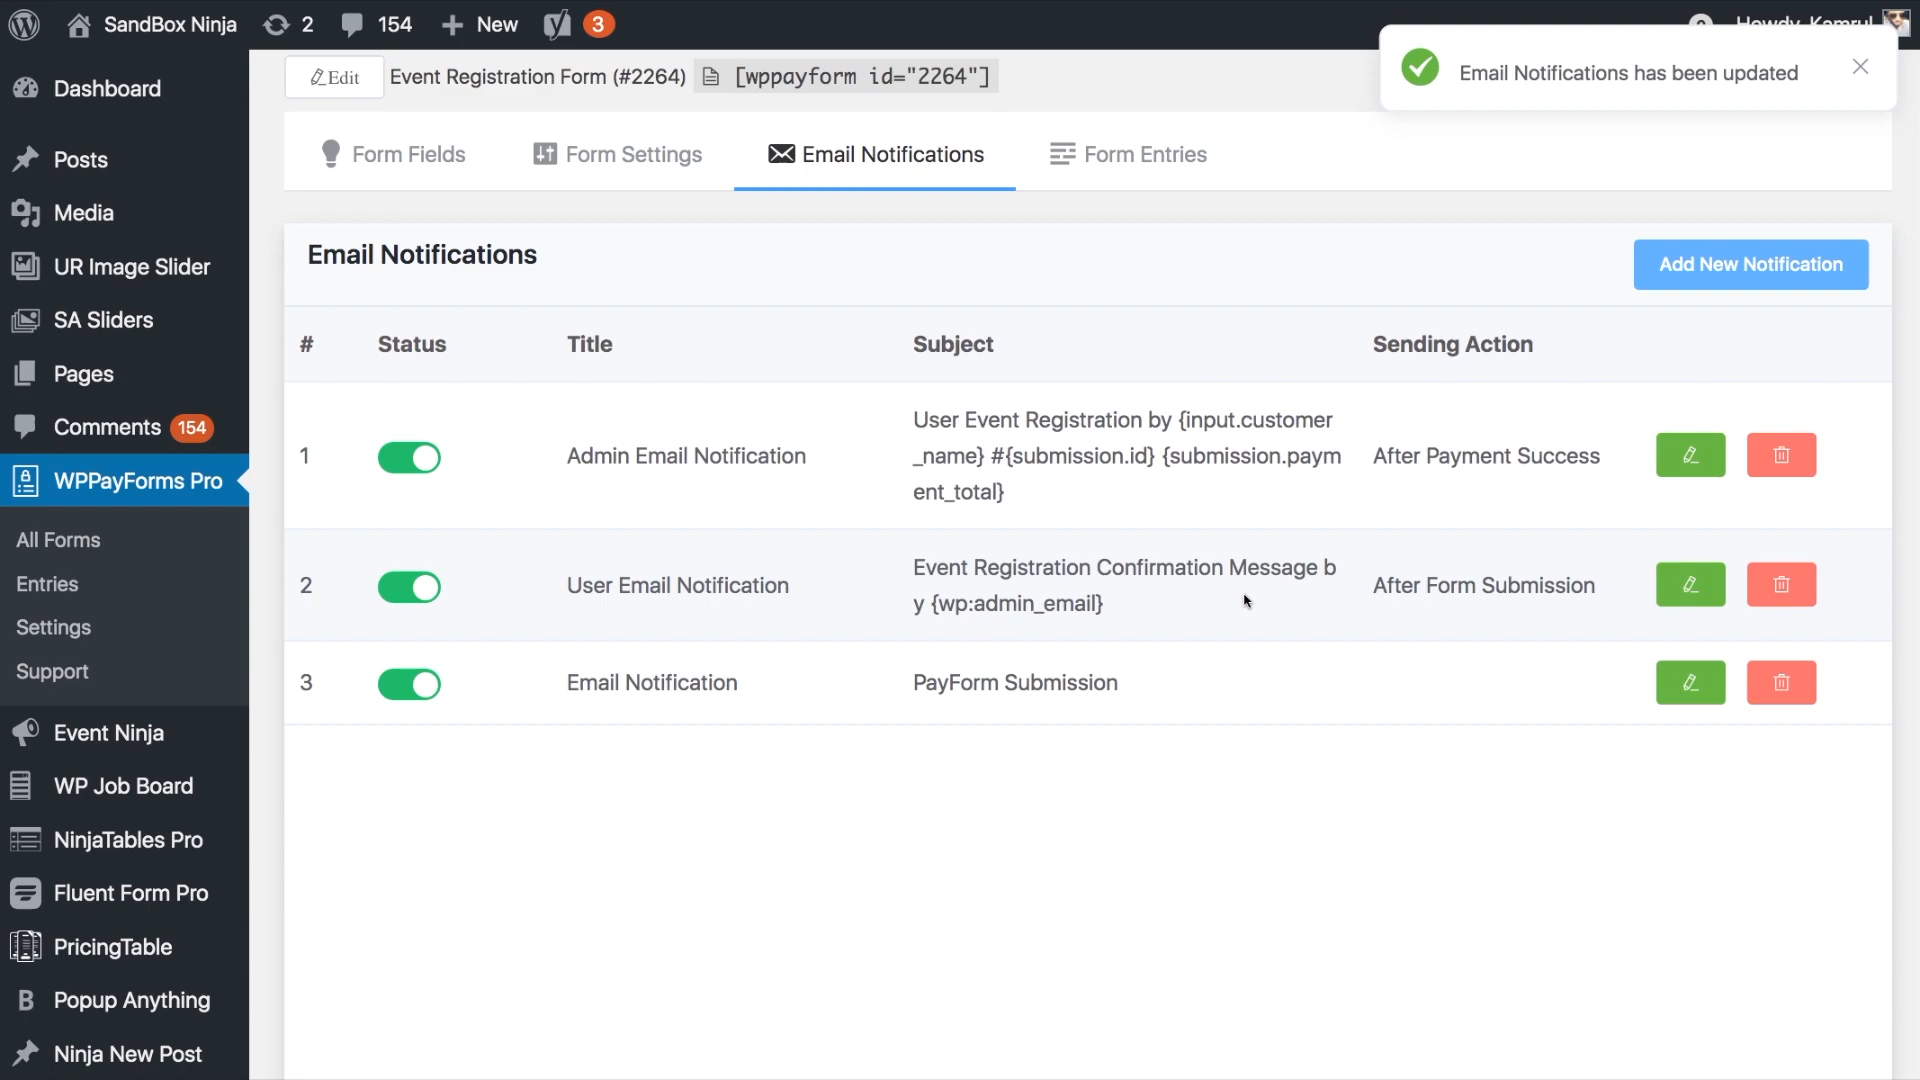 SandBox Ninja 2 154 New 3
Howdy, Kamrul
Email Notifications has been updated
Dashboard
Posts
Media
UR Image Slider
SA Sliders
Pages
Comments 154
WPPayForms Pro
All Forms
Entries
Settings
Support
Event Ninja
WP Job Board
NinjaTables Pro
Fluent Form Pro
PricingTable
Popup Anything
Ninja New Post
Edit Event Registration Form (#2264) [wppayform id="2264"]
Form Fields Form Settings Email Notifications Form Entries
Email Notifications
Add New Notification
# Status Title Subject Sending Action
User Event Registration by {input.customer
1 Admin Email Notification _name} #{submission.id} {submission.paym After Payment Success
ent_total}
Event Registration Confirmation Message b
2 User Email Notification After Form Submission
y {wp:admin_email}
3 Email Notification PayForm Submission